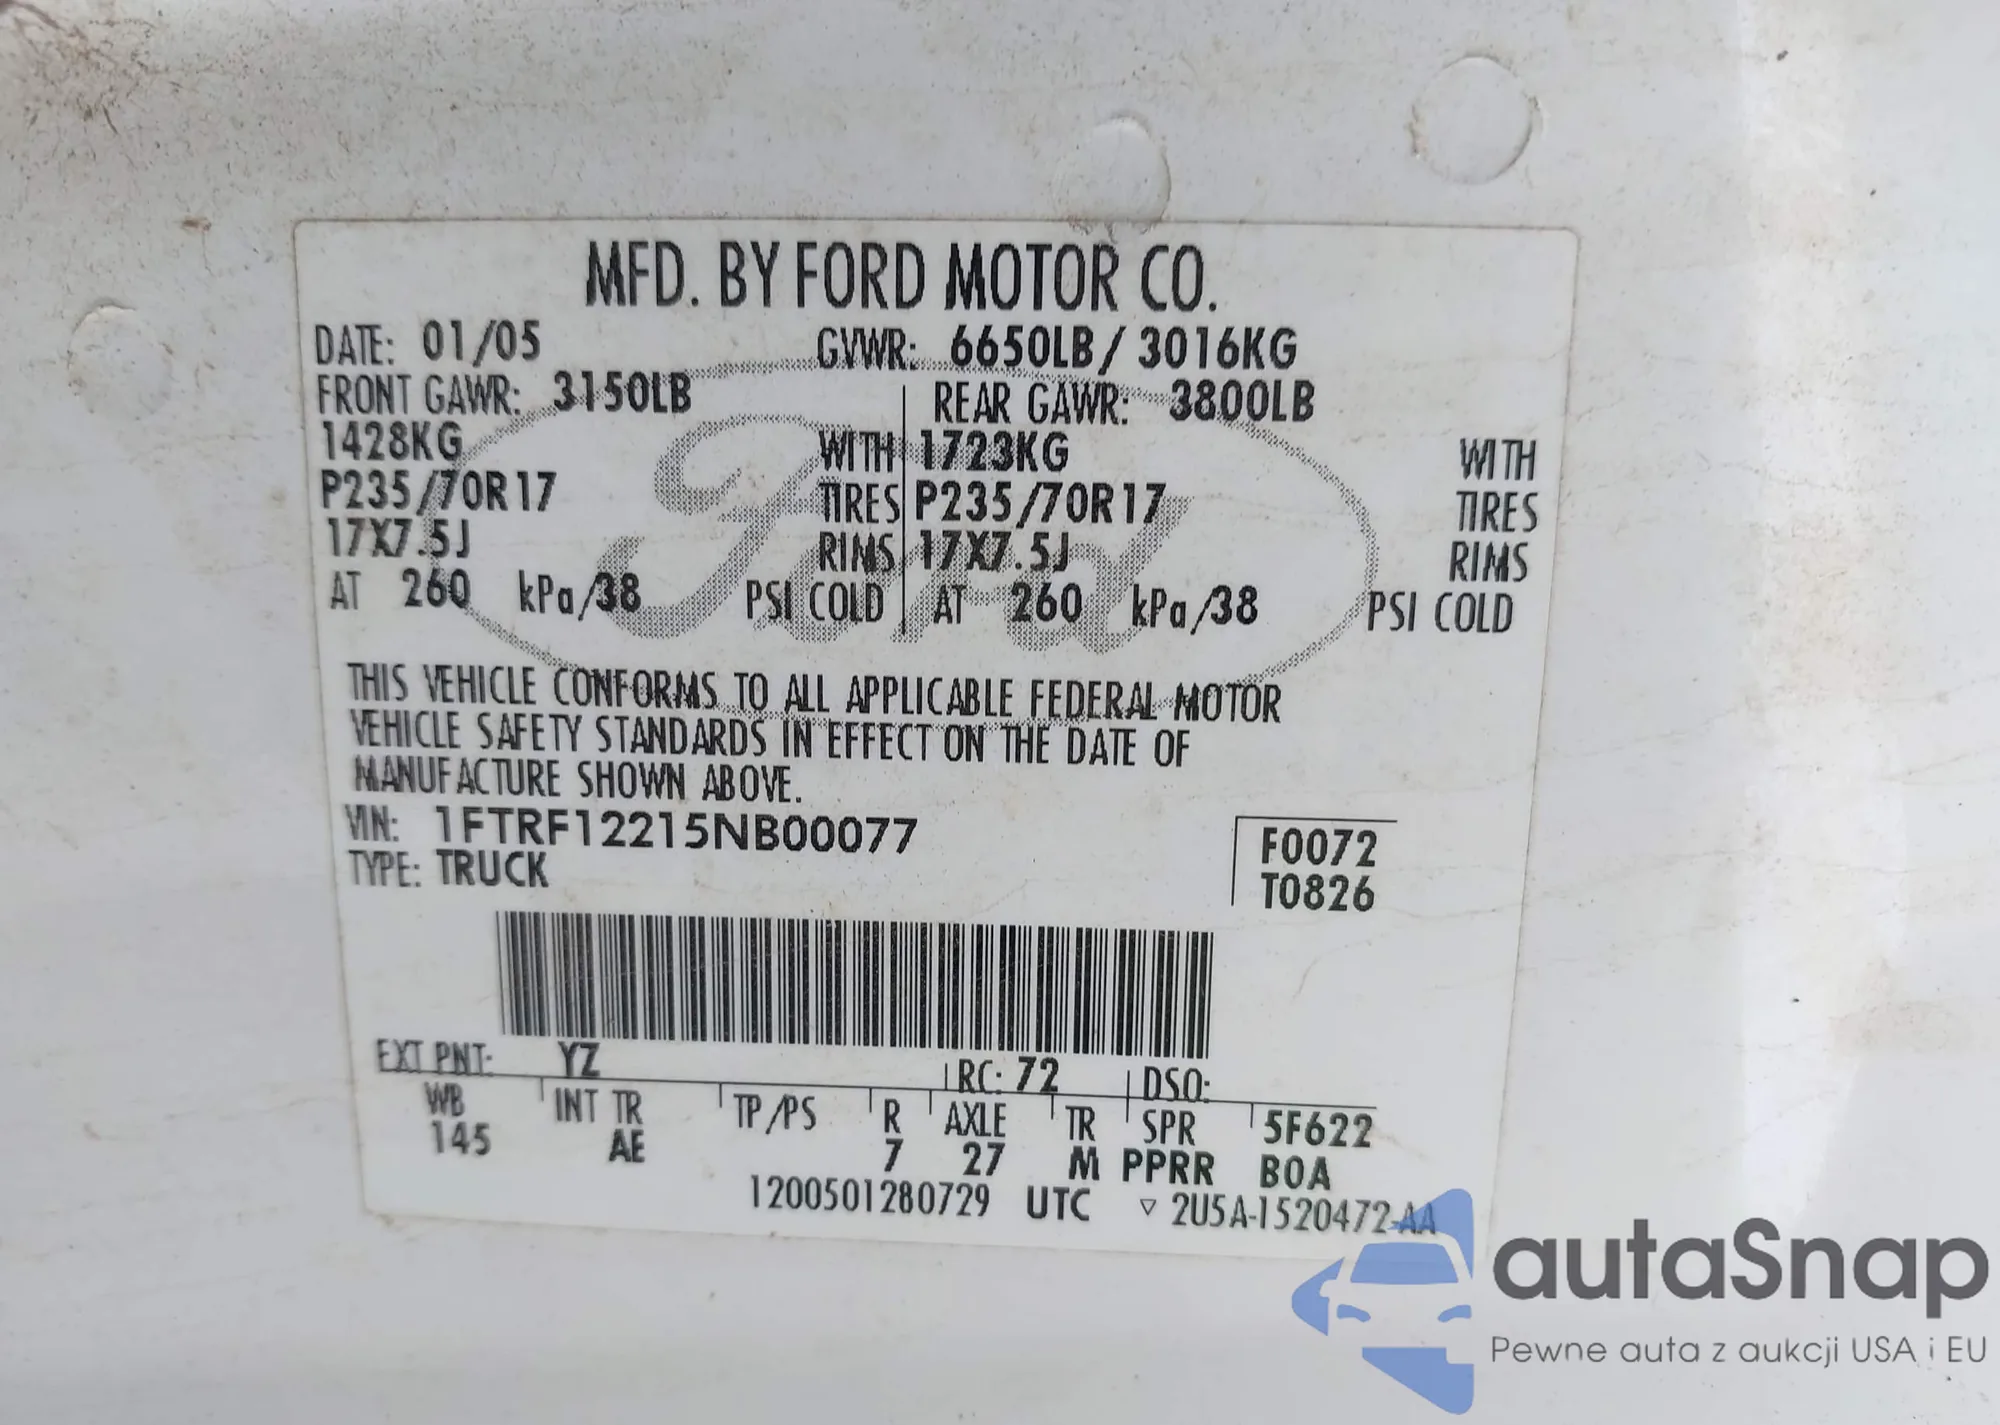 MFD. BY FORD MOTOR CO.
DATE: 01/05 GVWR: 6650LB/ 3016KG
FRONT GAWR: 3150LB REAR GAWR: 3800LB
1428KG WITH 1723KG WITH
P235/70R17 TIRES P235/70R17 TIRES
17X7.5J RIMS 17X7.5J RIMS
AT 260 kPa/38 PSI COLD AT 260 kPa/38 PSI COLD
Ford
THIS VEHICLE CONFORMS TO ALL APPLICABLE FEDERAL MOTOR
VEHICLE SAFETY STANDARDS IN EFFECT ON THE DATE OF
MANUFACTURE SHOWN ABOVE.
VIN: 1FTRF12215NB00077
TYPE: TRUCK
F0072
T0826
EXT PNT: YZ RC: 72 DSO:
WB INT TR TP/PS R AXLE TR SPR 5F622
145 AE 7 27 M PPRR B0A
1200501280729 UTC ▽ 2U5A-1520472-AA
autaSnap
Pewne auta z aukcji USA i EU